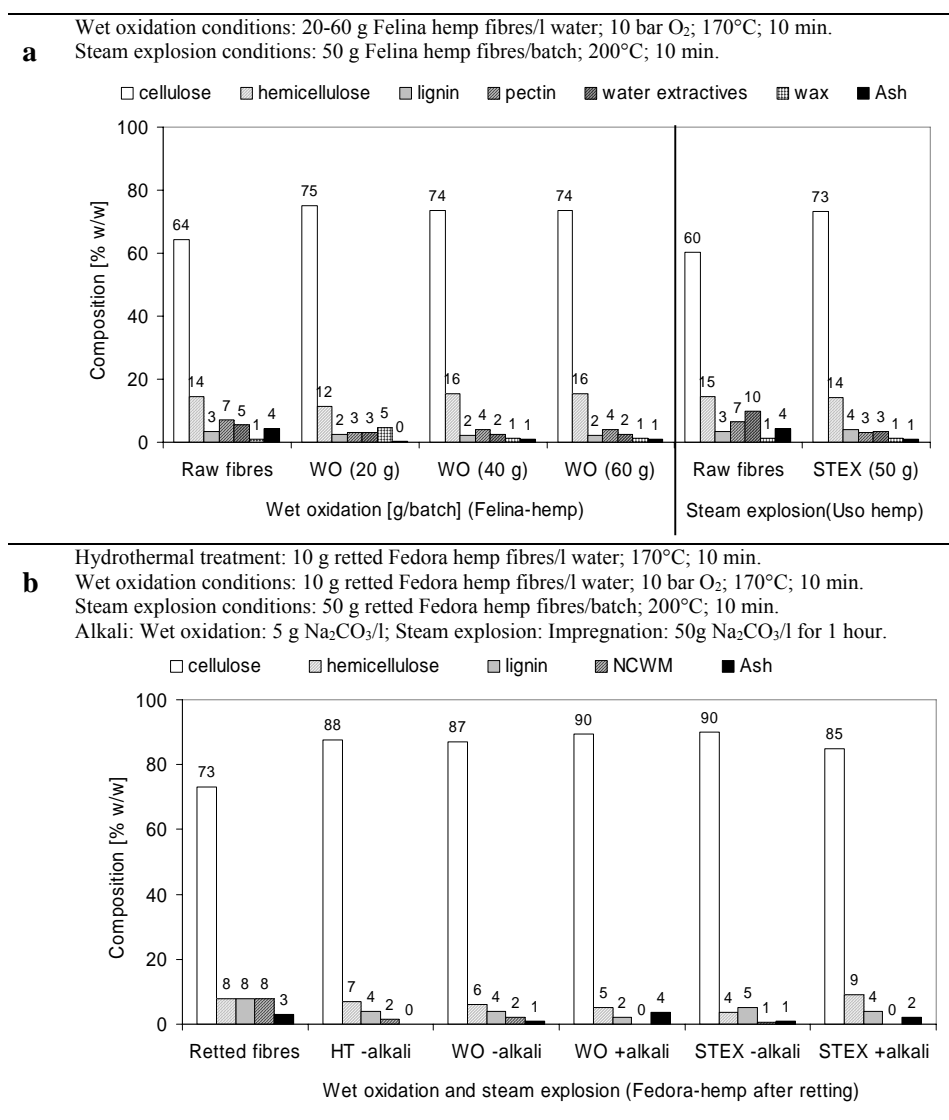 Wet oxidation conditions: 20-60 g Felina hemp fibres/l water; 10 bar O₂; 170°C; 10 min.
a Steam explosion conditions: 50 g Felina hemp fibres/batch; 200°C; 10 min.
cellulose hemicellulose lignin pectin water extractives wax Ash
Composition [% w/w]
100
80
60
40
20
0
64 14 3 7 5 1 4
75 12 2 3 3 5 0
74 16 2 4 2 1 1
74 16 2 4 2 1 1
60 15 3 7 10 1 4
73 14 4 3 3 1 1
Raw fibres WO (20 g) WO (40 g) WO (60 g) Raw fibres STEX (50 g)
Wet oxidation [g/batch] (Felina-hemp) Steam explosion(Uso hemp)
Hydrothermal treatment: 10 g retted Fedora hemp fibres/l water; 170°C; 10 min.
b Wet oxidation conditions: 10 g retted Fedora hemp fibres/l water; 10 bar O₂; 170°C; 10 min.
Steam explosion conditions: 50 g retted Fedora hemp fibres/batch; 200°C; 10 min.
Alkali: Wet oxidation: 5 g Na₂CO₃/l; Steam explosion: Impregnation: 50g Na₂CO₃/l for 1 hour.
cellulose hemicellulose lignin NCWM Ash
Composition [% w/w]
100
80
60
40
20
0
73 8 8 8 3
88 7 4 2 0
87 6 4 2 1
90 5 2 0 4
90 4 5 1 1
85 9 4 0 2
Retted fibres HT -alkali WO -alkali WO +alkali STEX -alkali STEX +alkali
Wet oxidation and steam explosion (Fedora-hemp after retting)